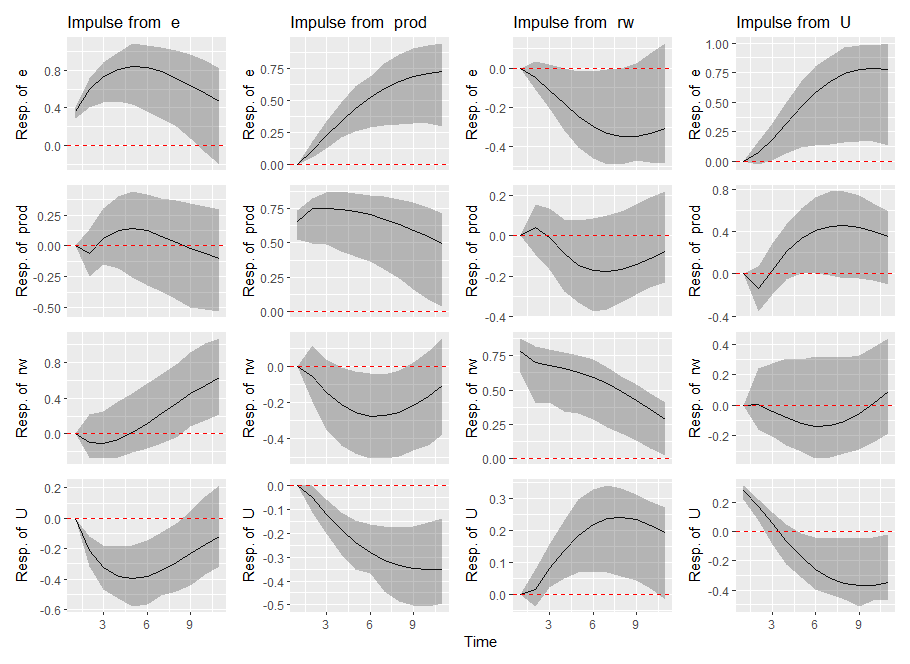 Impulse from e Impulse from prod Impulse from rw Impulse from U
Resp. of e 0.8 0.4 0.0
Resp. of e 0.75 0.50 0.25 0.00
Resp. of e 0.0 -0.2 -0.4
Resp. of e 1.00 0.75 0.50 0.25 0.00
Resp. of prod 0.25 0.00 -0.25 -0.50
Resp. of prod 0.75 0.50 0.25 0.00
Resp. of prod 0.2 0.0 -0.2 -0.4
Resp. of prod 0.8 0.4 0.0 -0.4
Resp. of rw 0.8 0.4 0.0
Resp. of rw 0.0 -0.2 -0.4
Resp. of rw 0.75 0.50 0.25 0.00
Resp. of rw 0.4 0.2 0.0 -0.2
Resp. of U 0.2 0.0 -0.2 -0.4 -0.6
Resp. of U 0.0 -0.1 -0.2 -0.3 -0.4 -0.5
Resp. of U 0.3 0.2 0.1 0.0
Resp. of U 0.2 0.0 -0.2 -0.4
3 6 9 3 6 9 3 6 9 3 6 9
Time